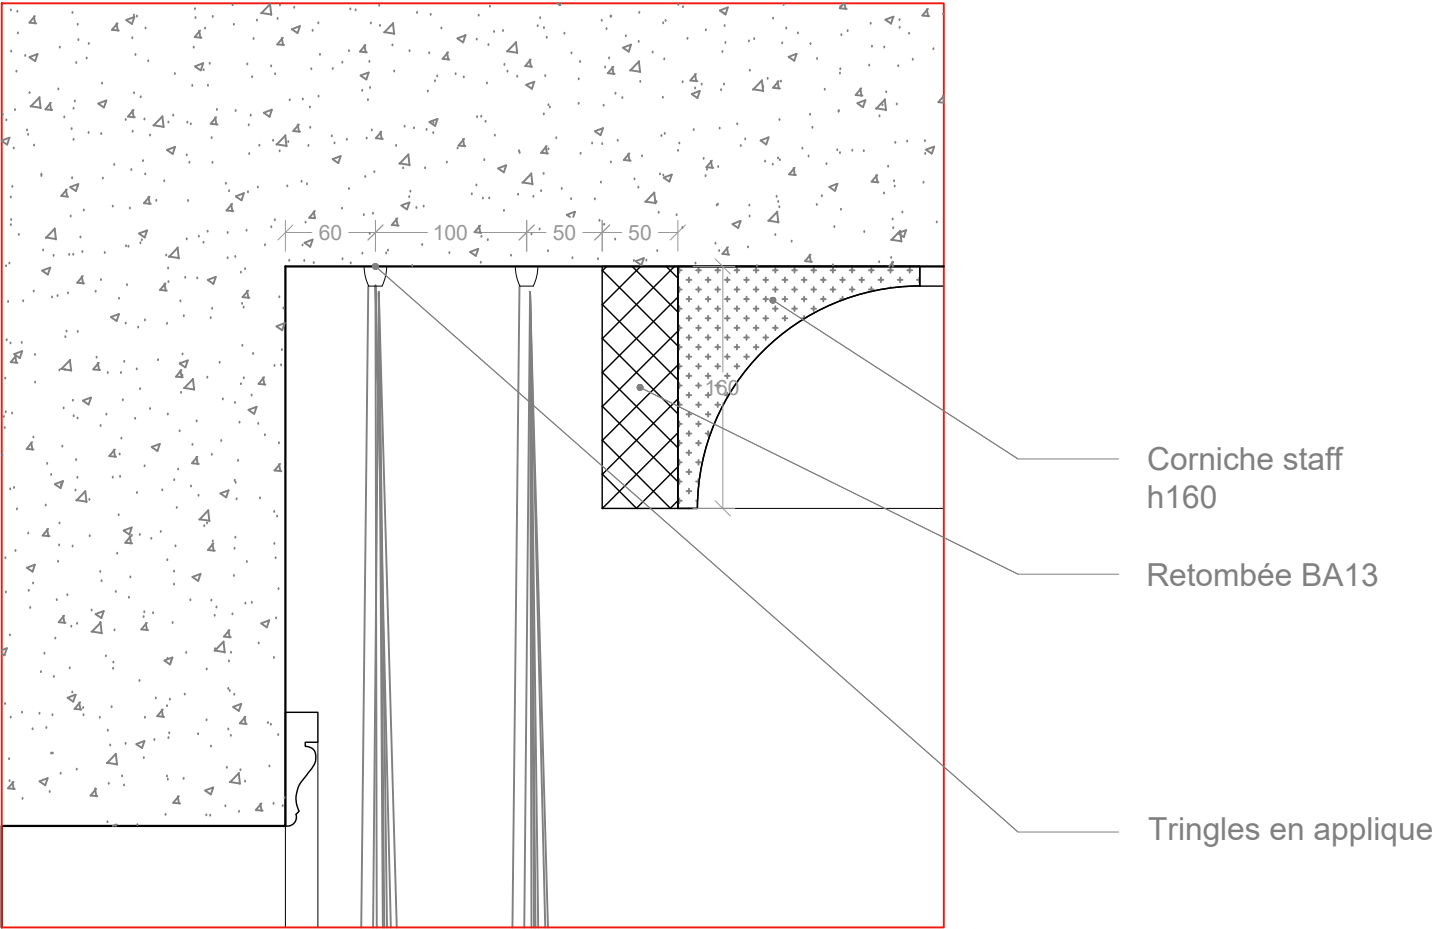 60 100 50 50
160
Corniche staff
h160
Retombée BA13
Tringles en applique